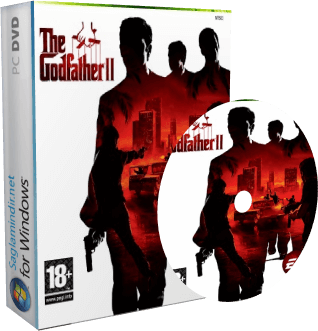 PC DVD
Saglamindir.net
for Windows
The
Godfather II
18+
www.pegi.info
Godfather II